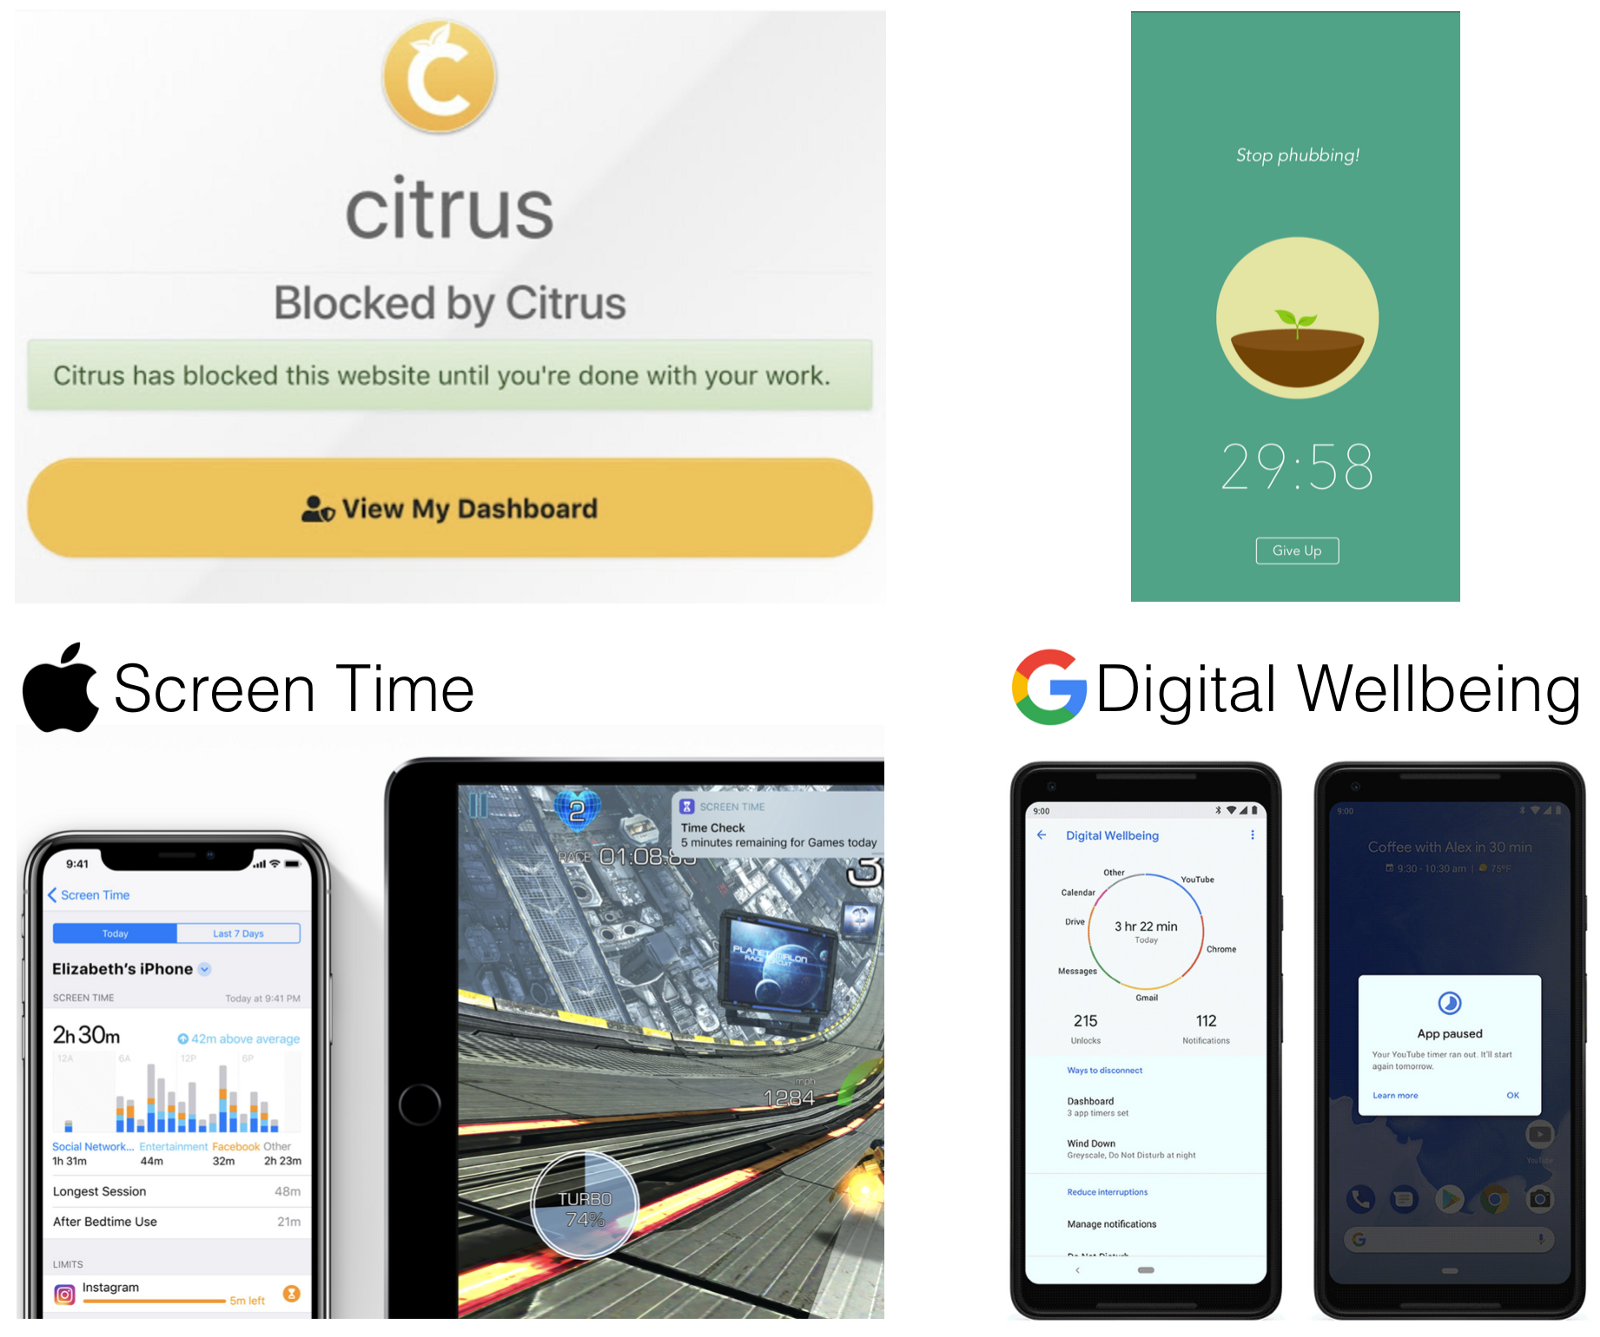 citrus
Blocked by Citrus
Citrus has blocked this website until you're done with your work.
View My Dashboard
Stop phubbing!
29:58
Give Up
Screen Time
9:41
Screen Time
Today
Last 7 Days
Elizabeth's iPhone
SCREEN TIME
Today at 9:41 PM
2h 30m
42m above average
12A 6A 12P 6P
Social Network... Entertainment Facebook Other
1h 31m 44m 32m 2h 23m
Longest Session 48m
After Bedtime Use 21m
LIMITS
Instagram
5m left
2
RACE 01:08.83
SCREEN TIME
Time Check
5 minutes remaining for Games today
3
mph
1284
TURBO
74%
Digital Wellbeing
9:00
Digital Wellbeing
Other
YouTube
Calendar
Drive
3 hr 22 min
Today
Chrome
Messages
Gmail
215
Unlocks
112
Notifications
Ways to disconnect
Dashboard
3 app timers set
Wind Down
Greyscale, Do Not Disturb at night
Reduce interruptions
Manage notifications
Do Not Disturb
9:00
Coffee with Alex in 30 min
9:30 - 10:30 am | 75°F
App paused
Your YouTube timer ran out. It'll start
again tomorrow.
Learn more OK
YouTube